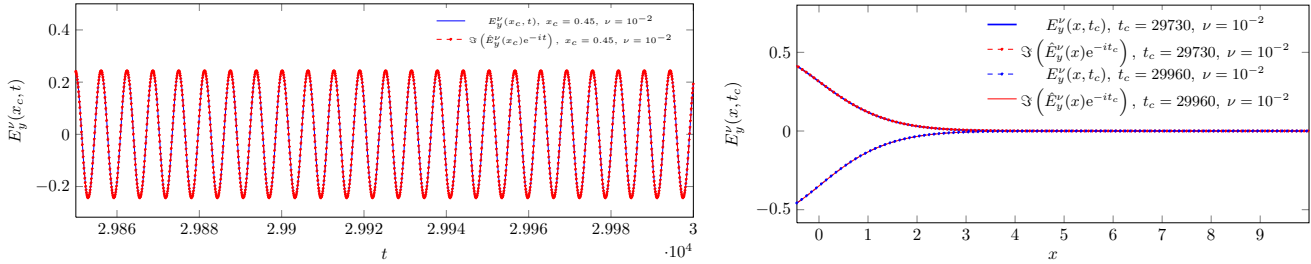 E_y^ν(x_c, t), x_c = 0.45, ν = 10^{-2}
ℑ(Ê_y^ν(x_c)e^{-it}), x_c = 0.45, ν = 10^{-2}
0.4
0.2
0
−0.2
E_y^ν(x_c, t)
2.986 2.988 2.99 2.992 2.994 2.996 2.998 3
·10^4
t
E_y^ν(x, t_c), t_c = 29730, ν = 10^{-2}
ℑ(Ê_y^ν(x)e^{-it_c}), t_c = 29730, ν = 10^{-2}
E_y^ν(x, t_c), t_c = 29960, ν = 10^{-2}
ℑ(Ê_y^ν(x)e^{-it_c}), t_c = 29960, ν = 10^{-2}
0.5
0
−0.5
E_y^ν(x, t_c)
0 1 2 3 4 5 6 7 8 9
x